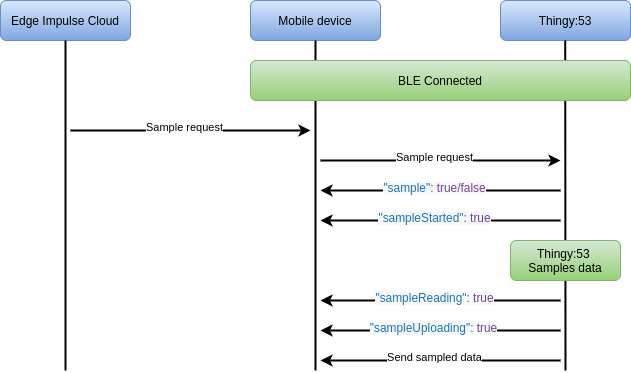 Edge Impulse Cloud
Mobile device
Thingy:53
BLE Connected
Sample request
Sample request
"sample": true/false
"sampleStarted": true
Thingy:53
Samples data
"sampleReading": true
"sampleUploading": true
Send sampled data